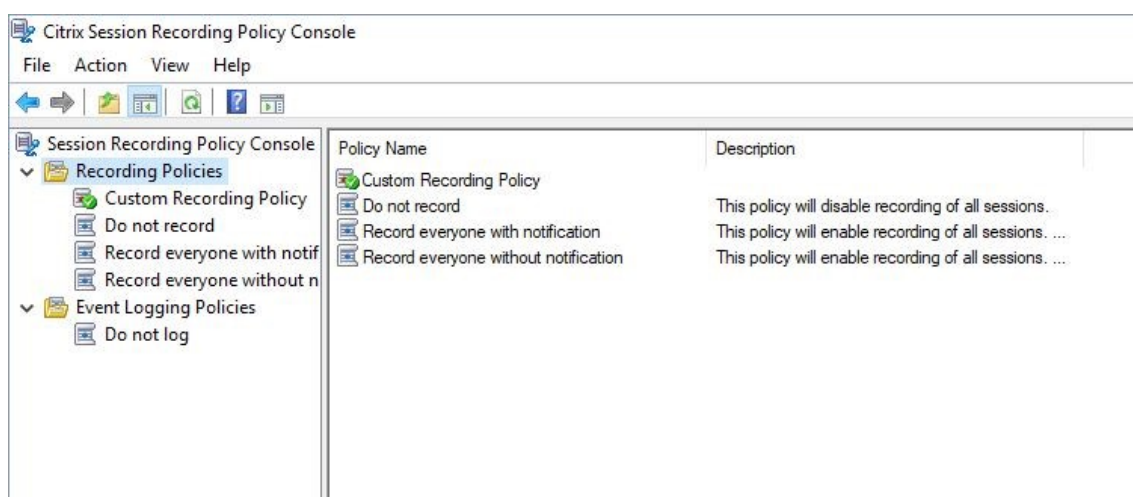 Citrix Session Recording Policy Console
File Action View Help
Session Recording Policy Console
Recording Policies
Custom Recording Policy
Do not record
Record everyone with notif
Record everyone without n
Event Logging Policies
Do not log
Policy Name Description
Custom Recording Policy
Do not record This policy will disable recording of all sessions.
Record everyone with notification This policy will enable recording of all sessions. ...
Record everyone without notification This policy will enable recording of all sessions. ...